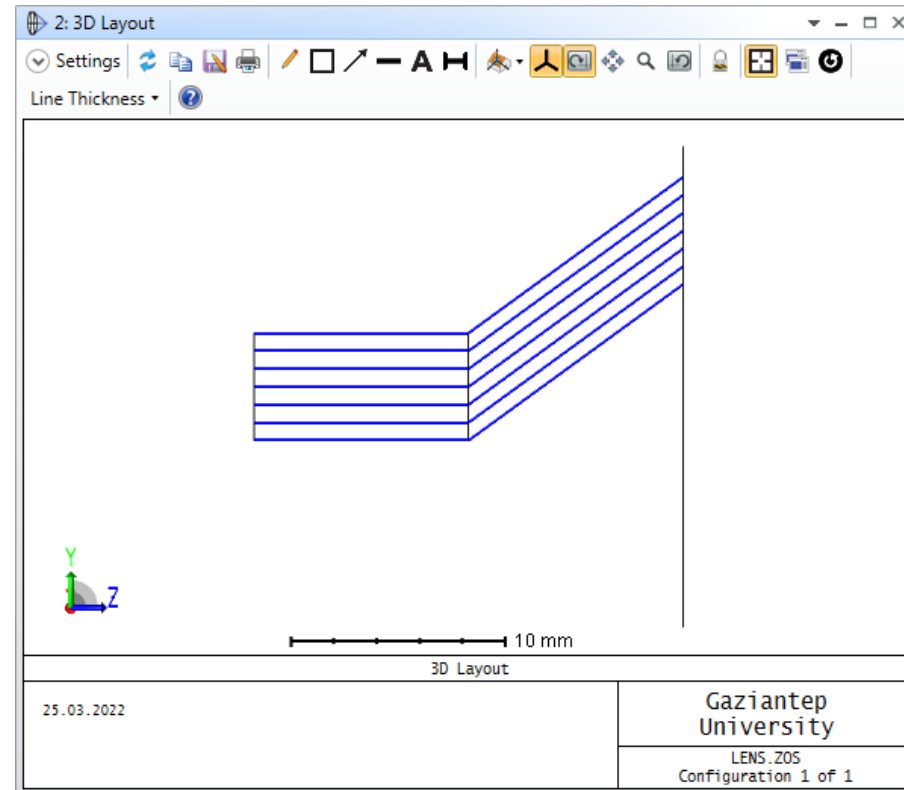 2: 3D Layout
Settings
A
Line Thickness
Y
Z
10 mm
3D Layout
25.03.2022
Gaziantep
University
LENS.ZOS
Configuration 1 of 1